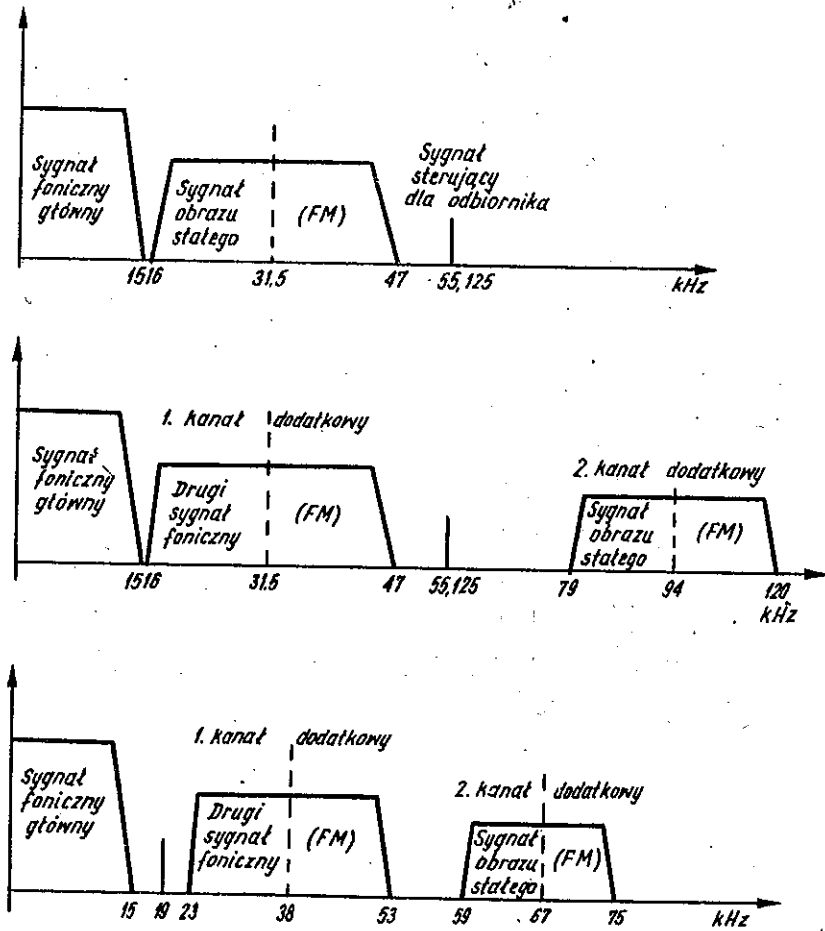 Sygnał
foniczny
główny
Sygnał
obrazu
stałego
(FM)
Sygnał
sterujący
dla odbiornika
15 16 31,5 47 55,125
kHz
1. kanał dodatkowy
Sygnał
foniczny
główny
Drugi
sygnał
foniczny
(FM)
2. kanał dodatkowy
Sygnał
obrazu
stałego
(FM)
15 16 31,5 47 55,125 79 94 120
kHz
1. kanał dodatkowy
Sygnał
foniczny
główny
Drugi
sygnał
foniczny
(FM)
2. kanał dodatkowy
Sygnał
obrazu
stałego
(FM)
15 19 23 38 53 59 67 75 kHz